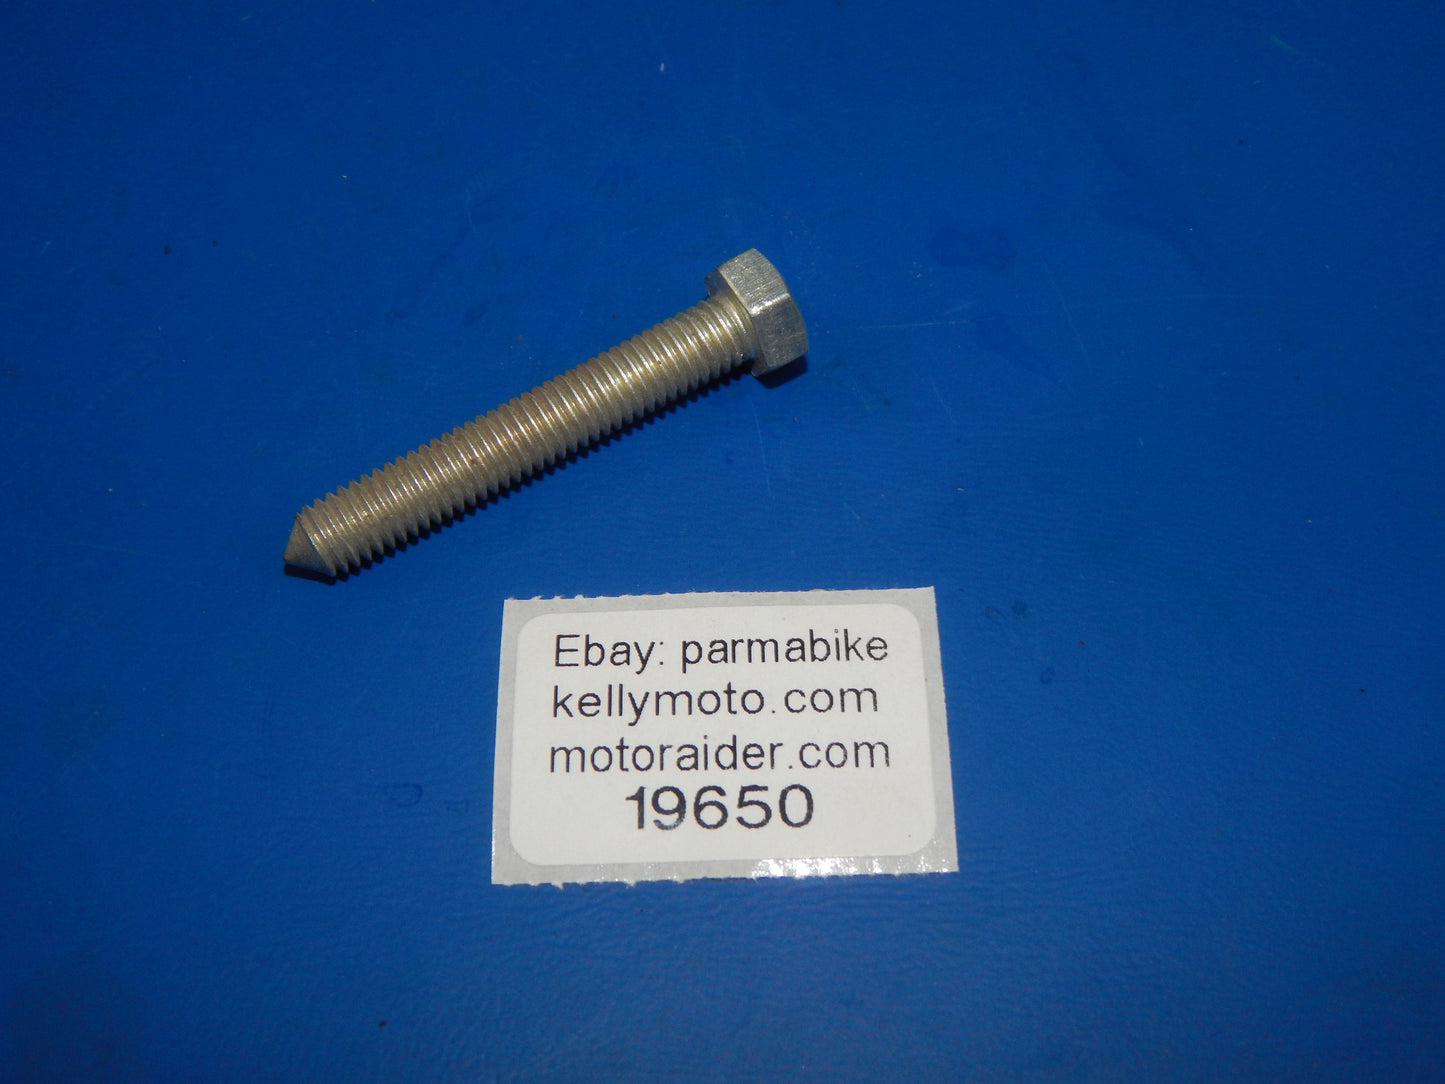 Ebay: parmabike
kellymoto.com
motoraider.com
19650